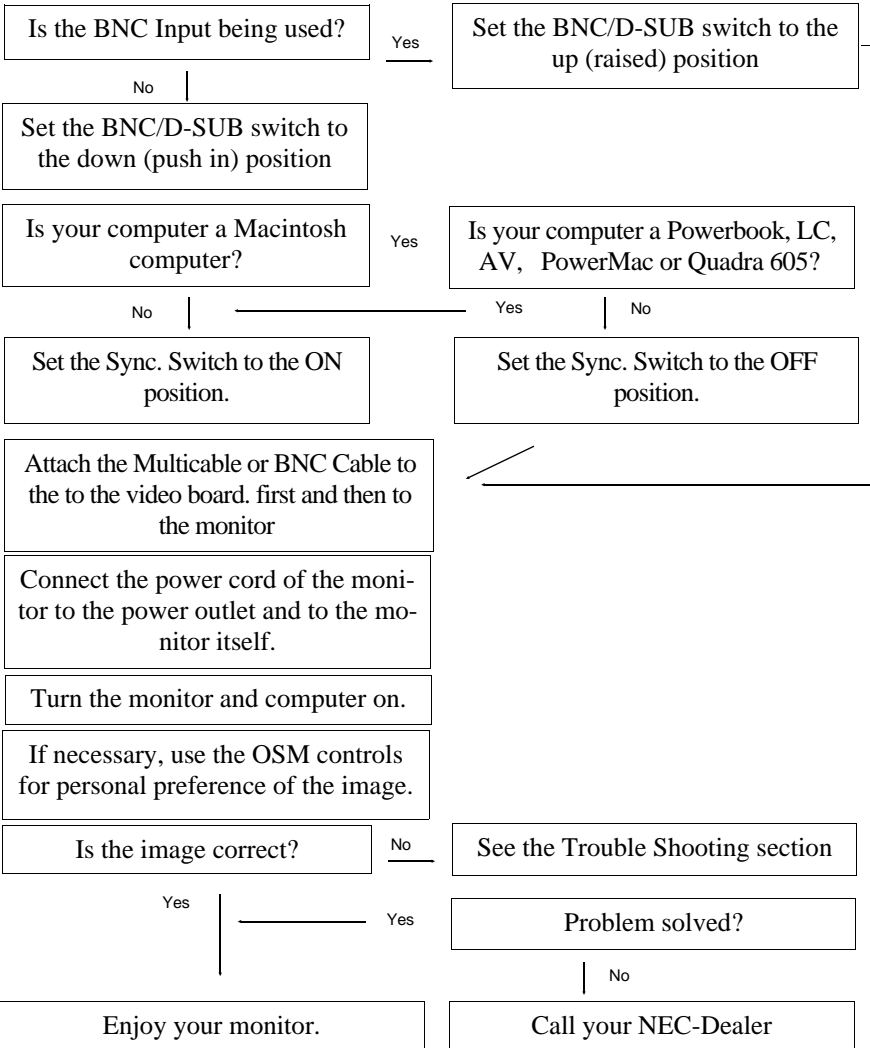 Is the BNC Input being used?
Yes
Set the BNC/D-SUB switch to the
up (raised) position
No
Set the BNC/D-SUB switch to
the down (push in) position
Is your computer a Macintosh
computer?
Yes
Is your computer a Powerbook, LC,
AV, PowerMac or Quadra 605?
No
Yes
No
Set the Sync. Switch to the ON
position.
Set the Sync. Switch to the OFF
position.
Attach the Multicable or BNC Cable to
the to the video board. first and then to
the monitor
Connect the power cord of the moni-
tor to the power outlet and to the mo-
nitor itself.
Turn the monitor and computer on.
If necessary, use the OSM controls
for personal preference of the image.
Is the image correct?
No
See the Trouble Shooting section
Yes
Yes
Problem solved?
No
Enjoy your monitor.
Call your NEC-Dealer